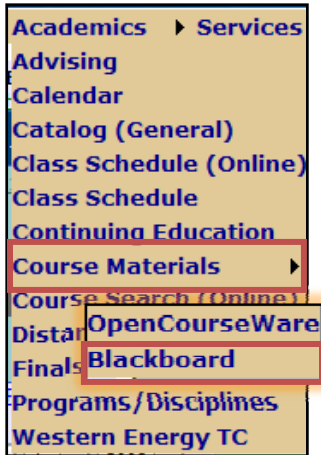 Academics ▸ Services
Advising
Calendar
Catalog (General)
Class Schedule (Online)
Class Schedule
Continuing Education
Course Materials ▸
Course Search (Online)
OpenCourseWare
Blackboard
Finals
Programs/Disciplines
Western Energy TC